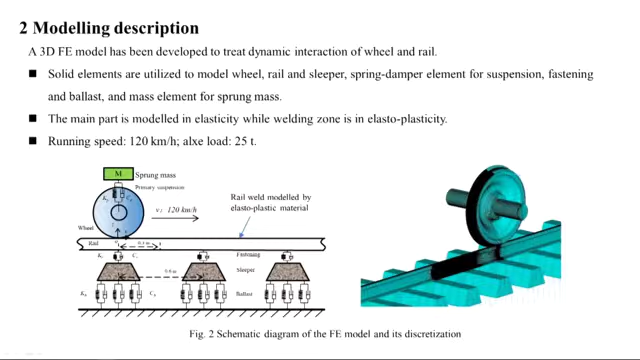 2 Modelling description
A 3D FE model has been developed to treat dynamic interaction of wheel and rail.
Solid elements are utilized to model wheel, rail and sleeper, spring-damper element for suspension, fastening
and ballast, and mass element for sprung mass.
The main part is modelled in elasticity while welding zone is in elasto-plasticity.
Running speed: 120 km/h; alxe load: 25 t.
M
Sprung mass
Primary suspension
v: 120 km/h
Rail weld modelled by
elasto-plastic material
Wheel
Rail
Fastening
0.6 m
Sleeper
Ballast
Fig. 2 Schematic diagram of the FE model and its discretization